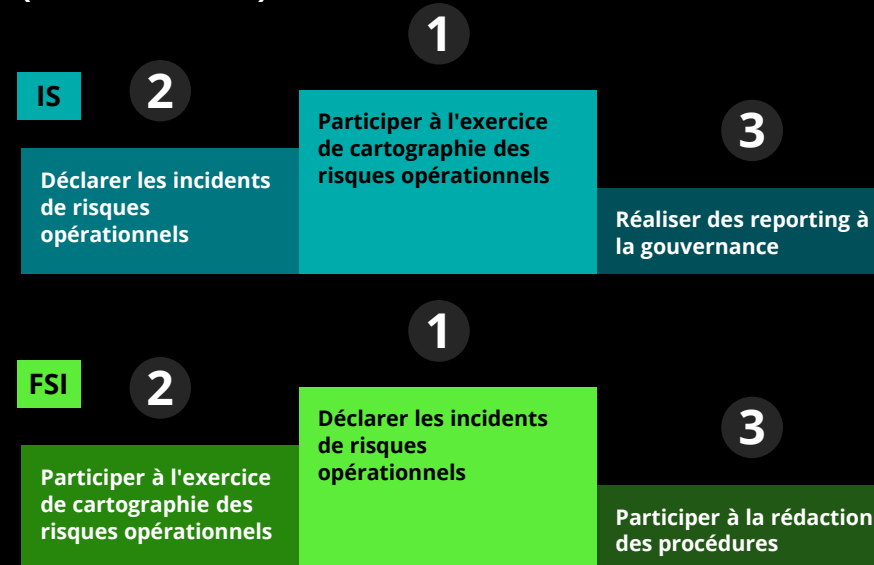 1
IS
2
Participer à l'exercice
de cartographie des
risques opérationnels
3
Déclarer les incidents
de risques
opérationnels
Réaliser des reporting à
la gouvernance
1
FSI
2
Déclarer les incidents
de risques
opérationnels
3
Participer à l'exercice
de cartographie des
risques opérationnels
Participer à la rédaction
des procédures